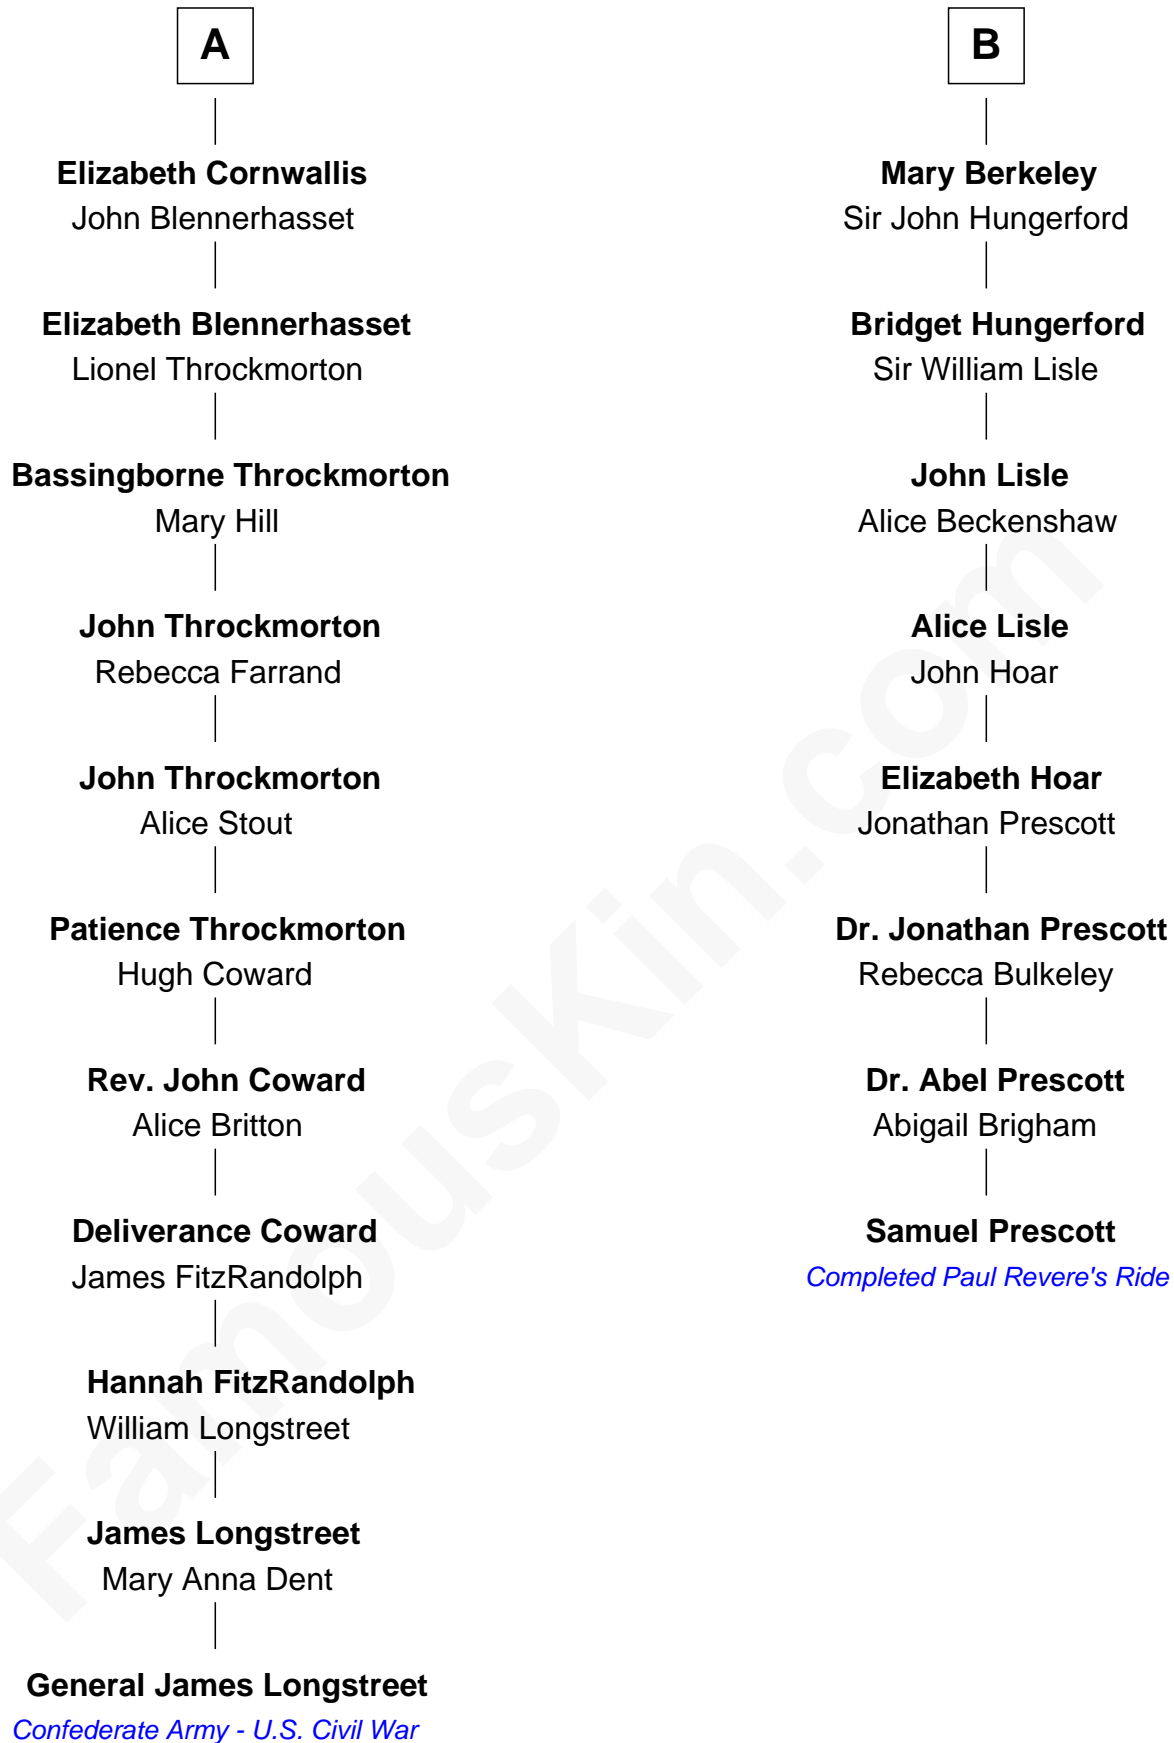 A
Elizabeth Cornwallis
John Blennerhasset
Elizabeth Blennerhasset
Lionel Throckmorton
Bassingborne Throckmorton
Mary Hill
John Throckmorton
Rebecca Farrand
John Throckmorton
Alice Stout
Patience Throckmorton
Hugh Coward
Rev. John Coward
Alice Britton
Deliverance Coward
James FitzRandolph
Hannah FitzRandolph
William Longstreet
James Longstreet
Mary Anna Dent
General James Longstreet
Confederate Army - U.S. Civil War
B
Mary Berkeley
Sir John Hungerford
Bridget Hungerford
Sir William Lisle
John Lisle
Alice Beckenshaw
Alice Lisle
John Hoar
Elizabeth Hoar
Jonathan Prescott
Dr. Jonathan Prescott
Rebecca Bulkeley
Dr. Abel Prescott
Abigail Brigham
Samuel Prescott
Completed Paul Revere's Ride
FamousKin.com